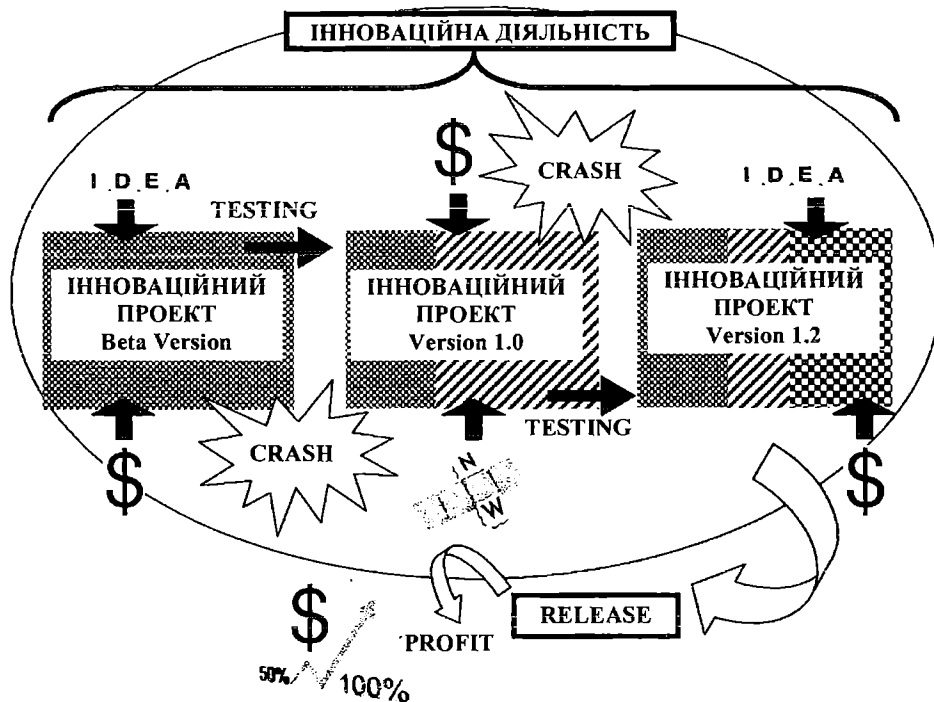 ІННОВАЦІЙНА ДІЯЛЬНІСТЬ
$
CRASH
I D E A
I D E A
TESTING
ІННОВАЦІЙНИЙ
ПРОЕКТ
Beta Version
ІННОВАЦІЙНИЙ
ПРОЕКТ
Version 1.0
ІННОВАЦІЙНИЙ
ПРОЕКТ
Version 1.2
TESTING
CRASH
$
$
RELEASE
PROFIT
$
50%
100%